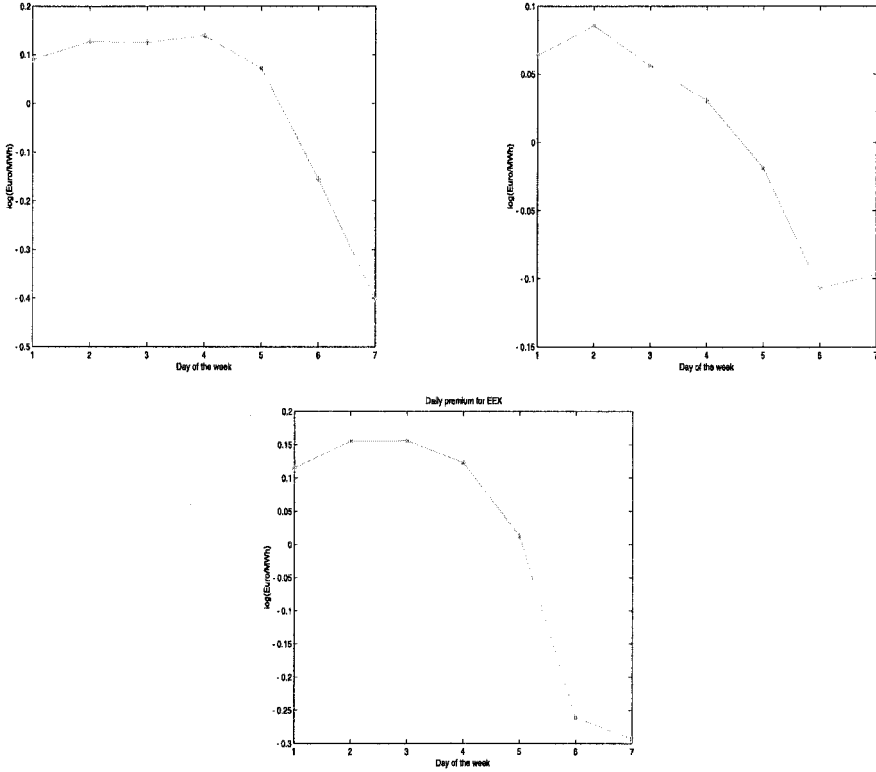 0.2
0.1
0
- 0.1
- 0.2
- 0.3
- 0.4
- 0.5
log(Euro/MWh)
1 2 3 4 5 6 7
Day of the week
0.1
0.05
0
- 0.05
- 0.1
- 0.15
log(Euro/MWh)
1 2 3 4 5 6 7
Day of the week
Daily premium for EEX
0.2
0.15
0.1
0.05
0
- 0.05
- 0.1
- 0.15
- 0.2
- 0.25
- 0.3
log(Euro/MWh)
1 2 3 4 5 6 7
Day of the week